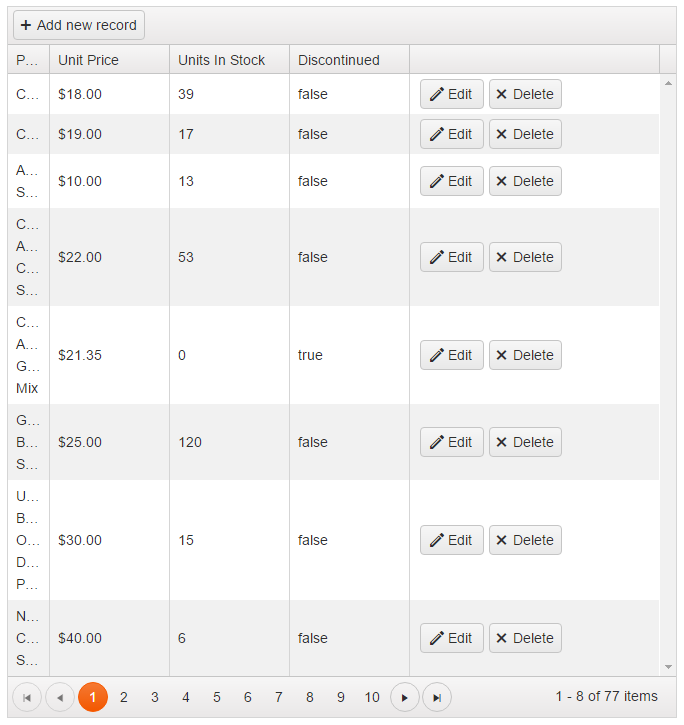 Add new record
P... Unit Price Units In Stock Discontinued
C... $18.00 39 false Edit Delete
C... $19.00 17 false Edit Delete
A...
S... $10.00 13 false Edit Delete
C...
A...
C...
S... $22.00 53 false Edit Delete
C...
A...
G...
Mix $21.35 0 true Edit Delete
G...
B...
S... $25.00 120 false Edit Delete
U...
B...
O...
D...
P... $30.00 15 false Edit Delete
N...
C...
S... $40.00 6 false Edit Delete
1 2 3 4 5 6 7 8 9 10 1 - 8 of 77 items